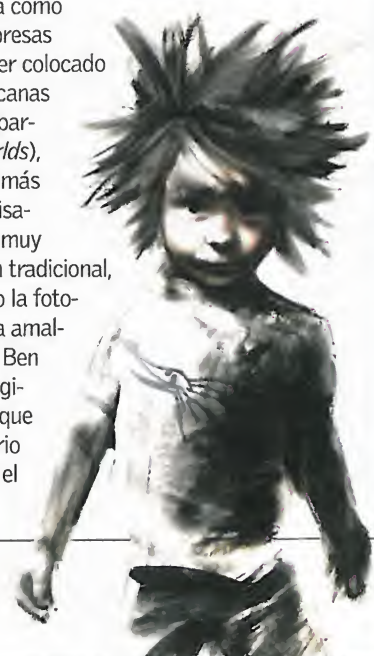 a como
presas
er colocado
canas
par-
rlds),
más
isa-
muy
n tradicional,
o la foto-
a amal-
Ben
gi-
que
rio
el